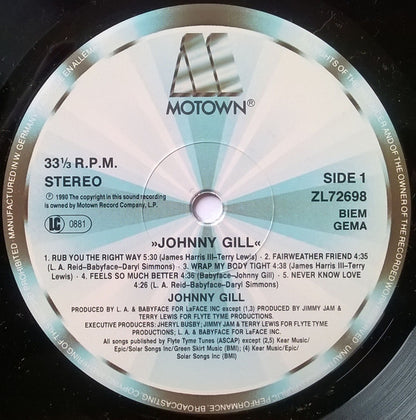 MOTOWN®
33⅓ R.P.M.
STEREO
SIDE 1
ZL72698
℗ 1990 The copyright in this sound recording
is owned by Motown Record Company, L.P.
BIEM
GEMA
LC 0881
»JOHNNY GILL«
1. RUB YOU THE RIGHT WAY 5:30 (James Harris III–Terry Lewis) · 2. FAIRWEATHER FRIEND 4:35
(L. A. Reid–Babyface–Daryl Simmons) · 3. WRAP MY BODY TIGHT 4:38 (James Harris III–Terry
Lewis) · 4. FEELS SO MUCH BETTER 4:36 (Babyface–Johnny Gill) · 5. NEVER KNOW LOVE
4:26 (L. A. Reid–Babyface–Daryl Simmons)
JOHNNY GILL
PRODUCED BY L. A. & BABYFACE FOR LaFACE INC except (1,3) PRODUCED BY JIMMY JAM &
TERRY LEWIS FOR FLYTE TYME PRODUCTIONS.
EXECUTIVE PRODUCERS: JHERYL BUSBY; JIMMY JAM & TERRY LEWIS FOR FLYTE TYME
PRODUCTIONS; L. A. & BABYFACE FOR LaFACE INC.
All songs published by Flyte Tyme Tunes (ASCAP) except (2,5) Kear Music/
Epic/Solar Songs Inc/Green Skirt Music (BMI); (4) Kear Music/Epic/
Solar Songs Inc (BMI)
PROHIBITED MANUFACTURED IN W. GERMANY
PUBLIC PERFORMANCE, BROADCASTING